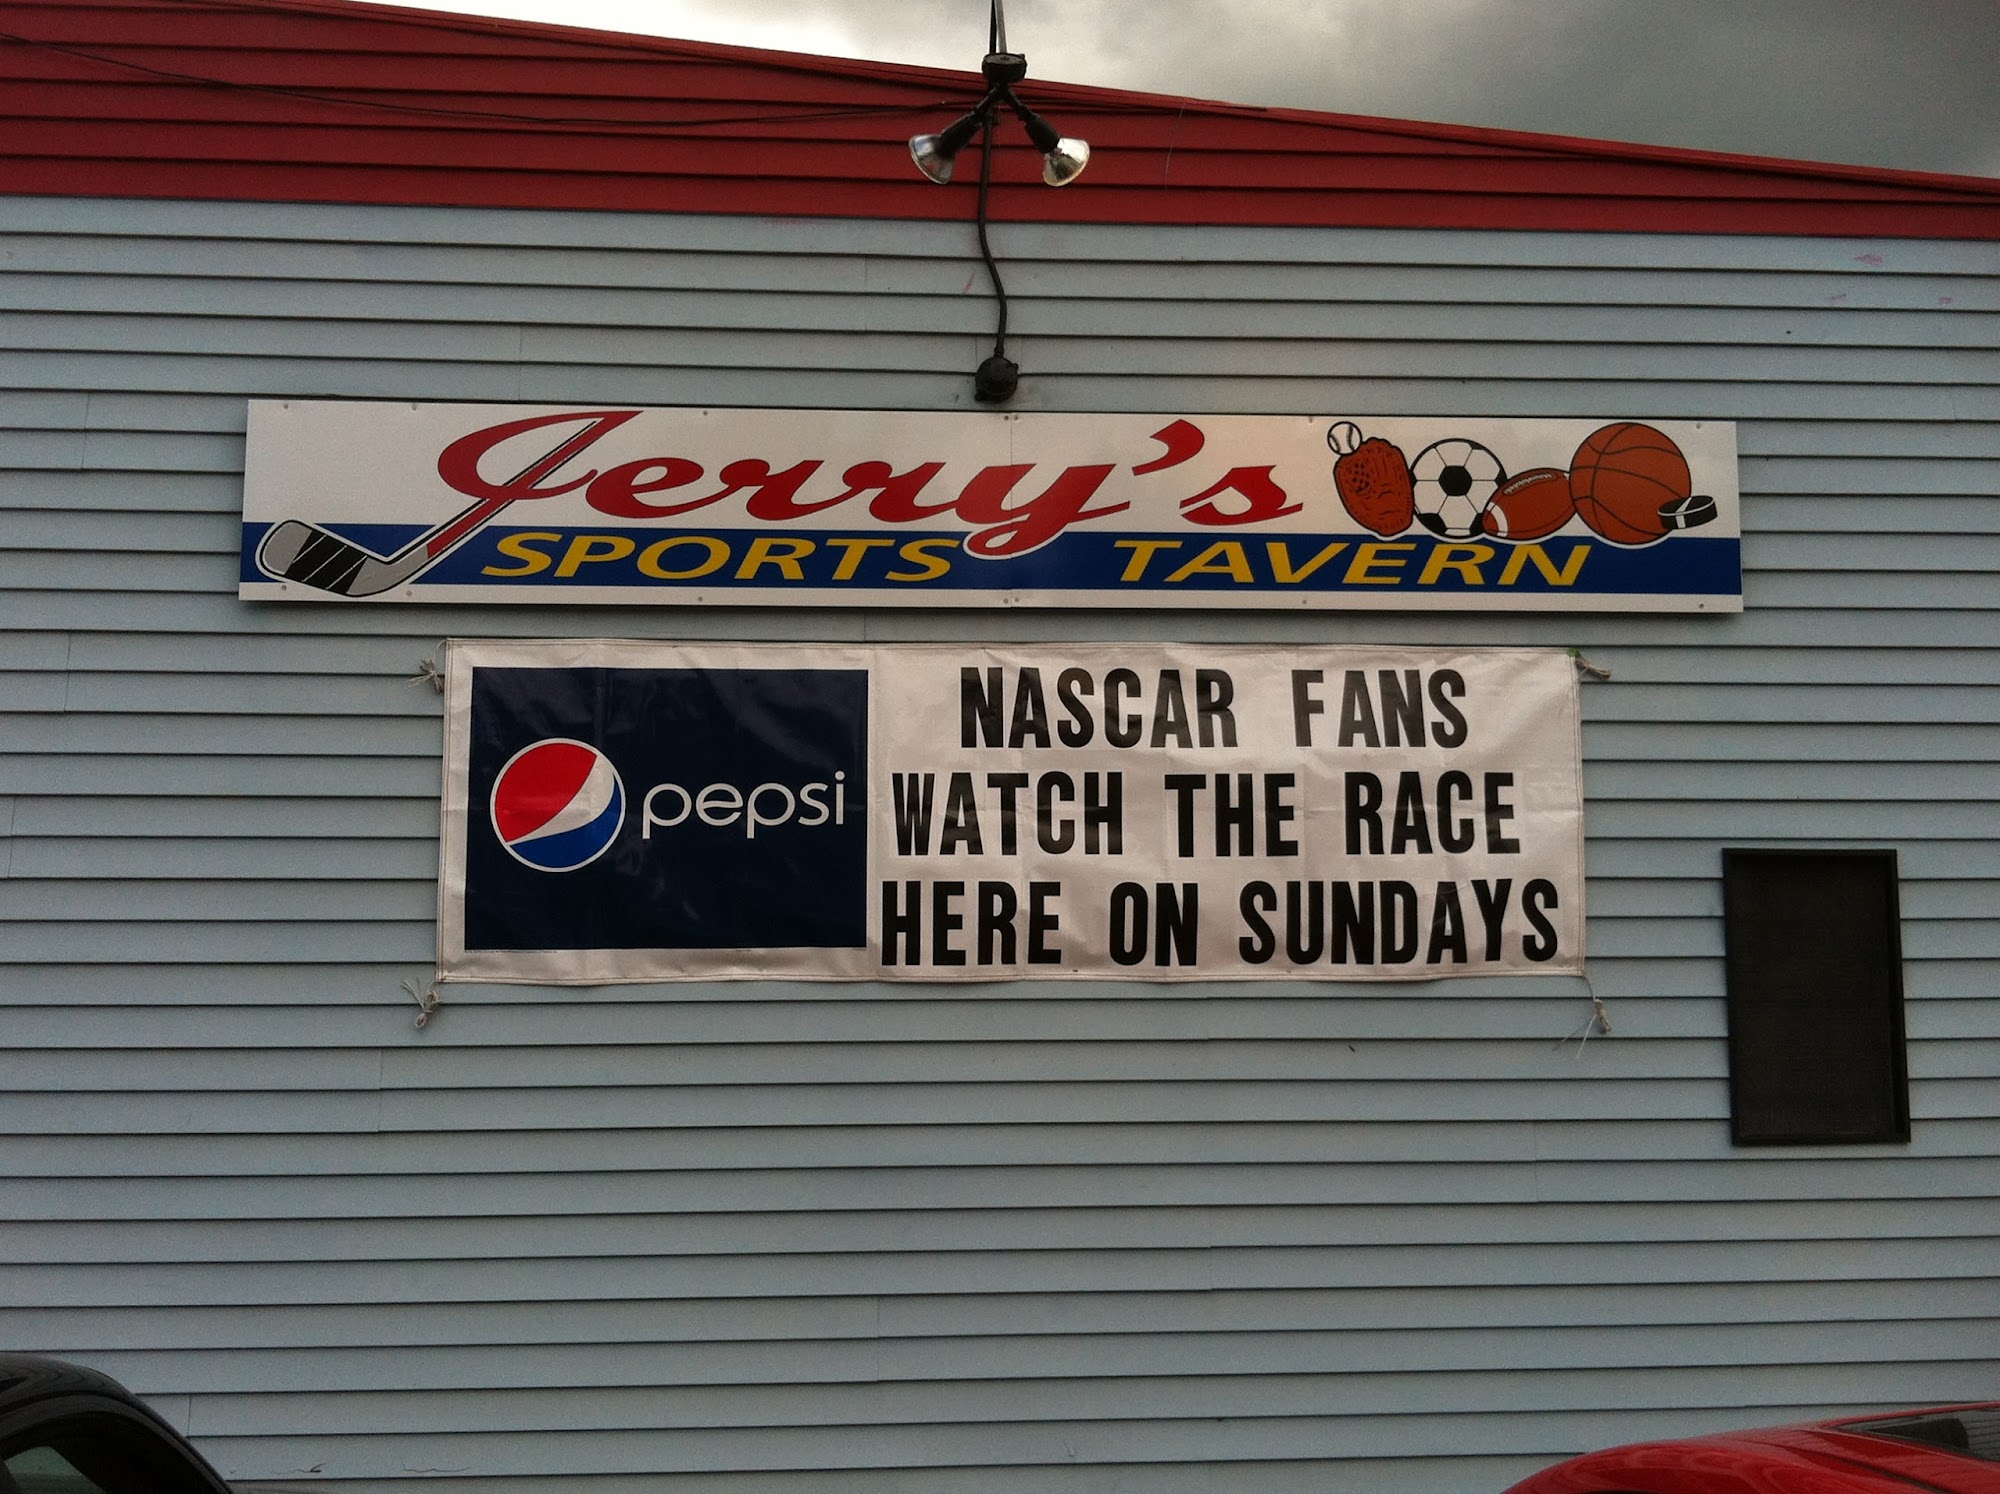 Jerry's
SPORTS TAVERN
pepsi
NASCAR FANS
WATCH THE RACE
HERE ON SUNDAYS